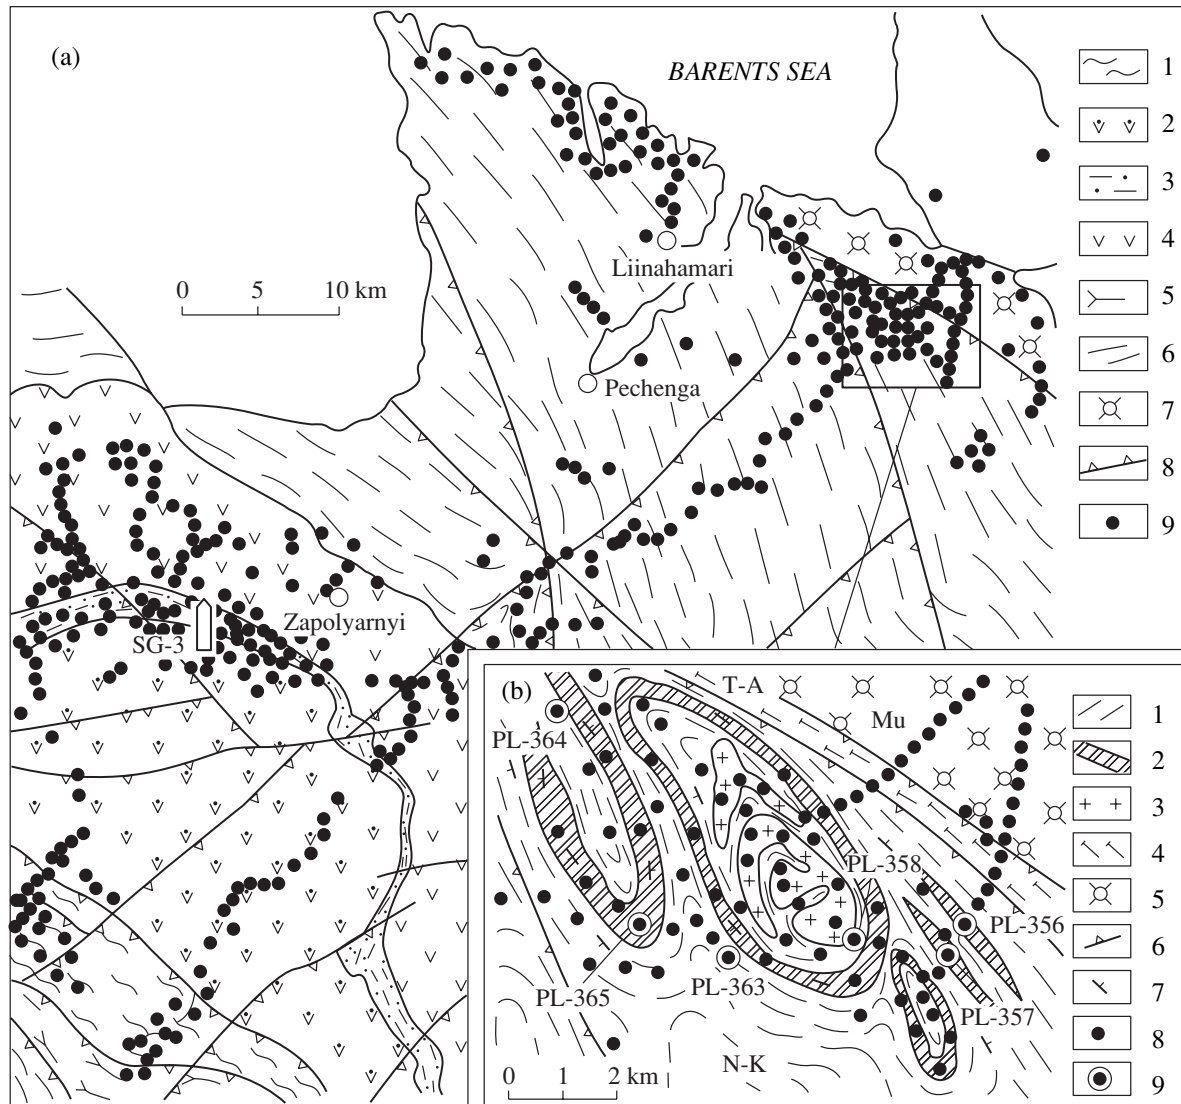 (a)
BARENTS SEA
1
2
3
4
5
6
7
8
9
0 5 10 km
Liinahamari
Pechenga
Zapolyarnyi
SG-3
(b)
T-A
Mu
PL-364
PL-358
PL-356
PL-365
PL-363
PL-357
N-K
0 1 2 km
1
2
3
4
5
6
7
8
9